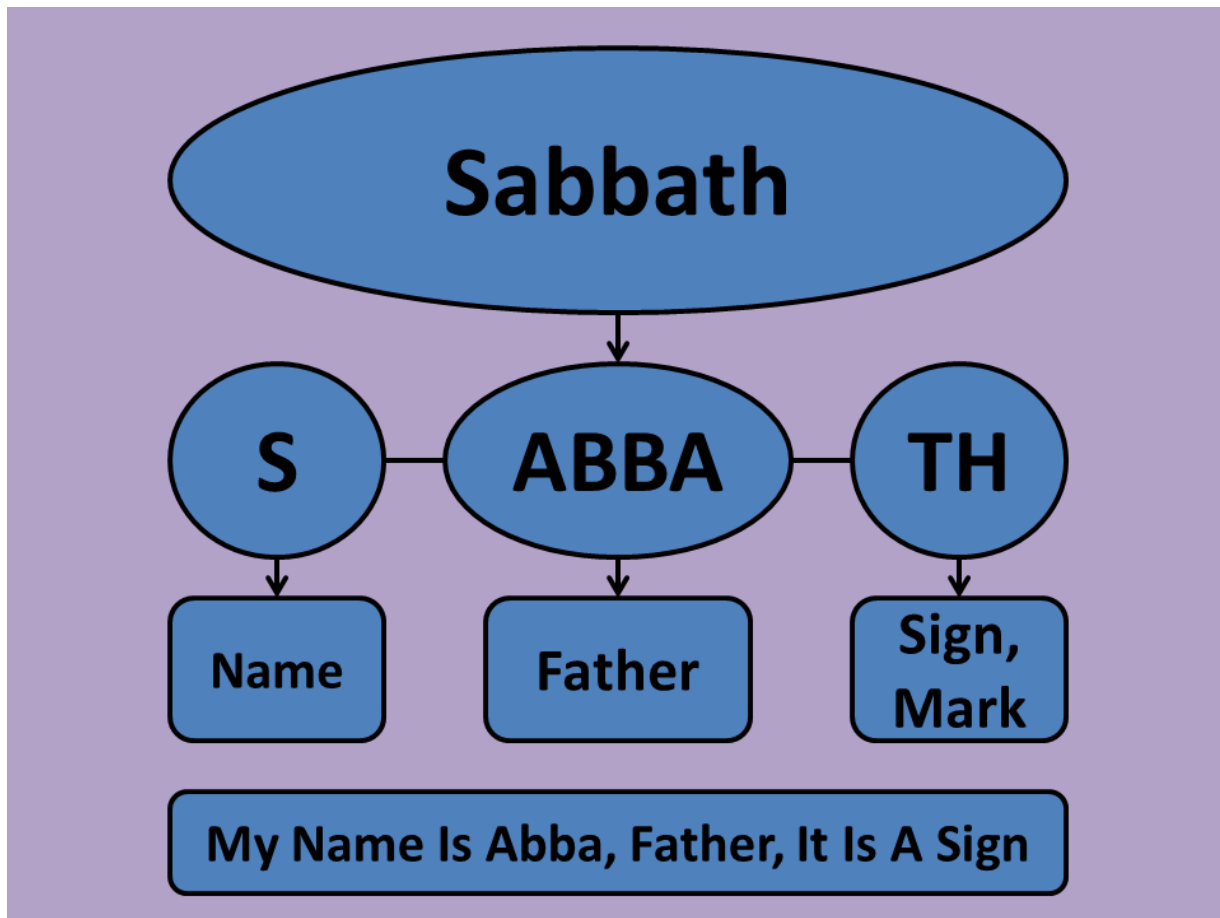 Sabbath
S ABBA TH
Name
Father
Sign,
Mark
My Name Is Abba, Father, It Is A Sign